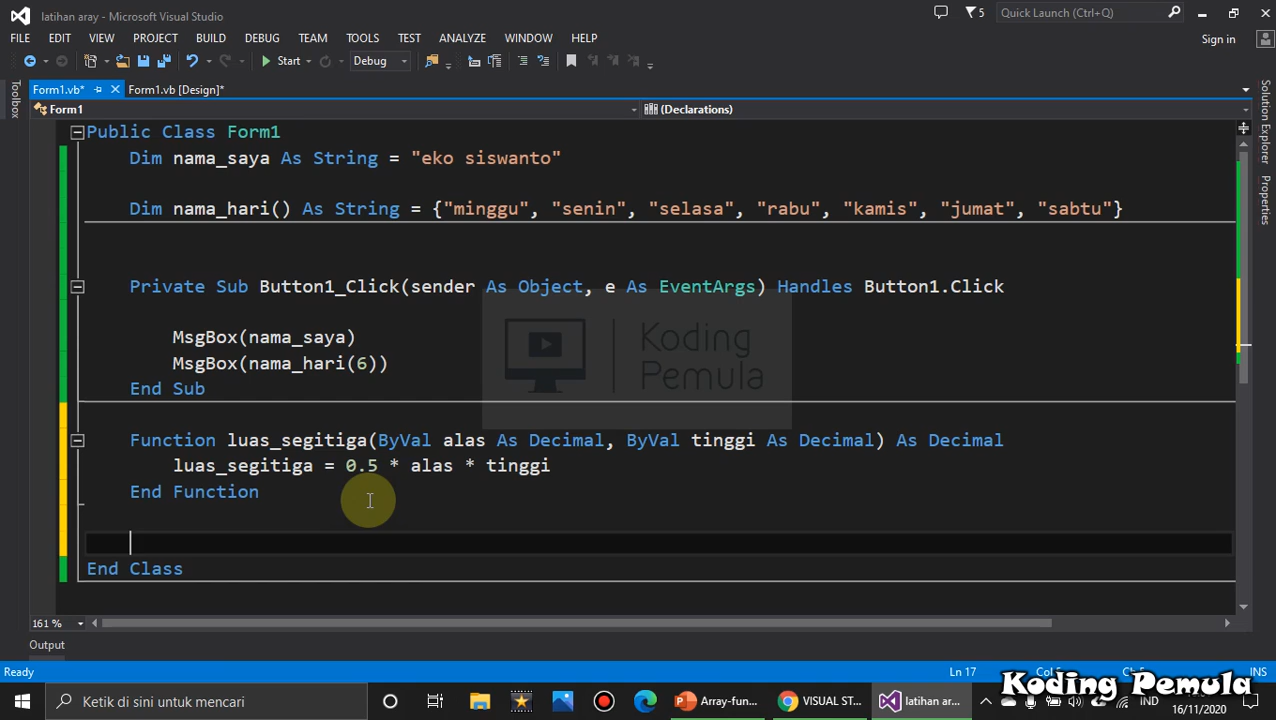 latihan aray - Microsoft Visual Studio
5
Quick Launch (Ctrl+Q)
FILE EDIT VIEW PROJECT BUILD DEBUG TEAM TOOLS TEST ANALYZE WINDOW HELP
Sign in
Start
Debug
Form1.vb*
Form1.vb [Design]*
Toolbox
Solution Explorer
Properties
Form1
(Declarations)
Public Class Form1
Dim nama_saya As String = "eko siswanto"
Dim nama_hari() As String = {"minggu", "senin", "selasa", "rabu", "kamis", "jumat", "sabtu"}
Private Sub Button1_Click(sender As Object, e As EventArgs) Handles Button1.Click
MsgBox(nama_saya)
MsgBox(nama_hari(6))
End Sub
Koding
Pemula
Function luas_segitiga(ByVal alas As Decimal, ByVal tinggi As Decimal) As Decimal
luas_segitiga = 0.5 * alas * tinggi
End Function
End Class
161 %
Output
Ready
Ln 17
INS
Koding Pemula
Ketik di sini untuk mencari
Array-fun...
VISUAL ST...
latihan ar...
IND
16/11/2020